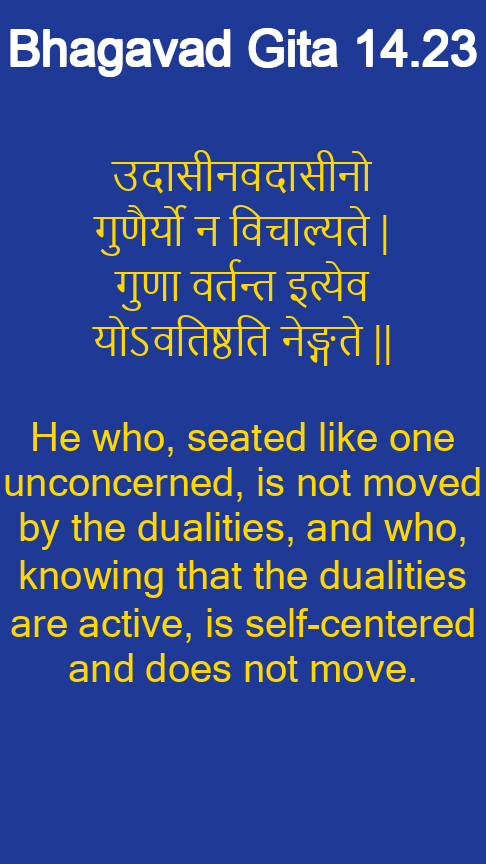 Bhagavad Gita 14.23
उदासीनवदासीनो
गुणैर्यो न विचाल्यते |
गुणा वर्तन्त इत्येव
योऽवतिष्ठति नेङ्गते ||
He who, seated like one
unconcerned, is not moved
by the dualities, and who,
knowing that the dualities
are active, is self-centered
and does not move.